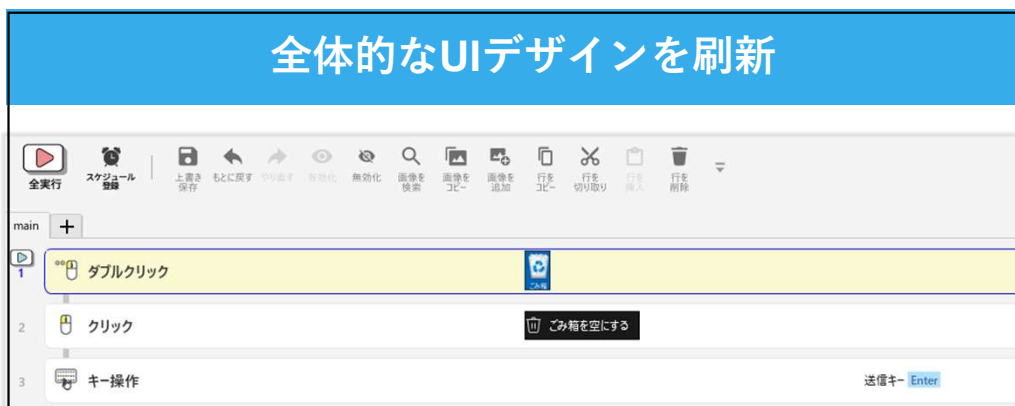 全体的なUIデザインを刷新
全実行
スケジュール
登録
上書き
保存
もとに戻す
やり直す
有効化
無効化
画像を
検索
画像を
コピー
画像を
追加
行を
コピー
行を
切り取り
行を
挿入
行を
削除
main
1 ダブルクリック
ごみ箱
2 クリック ごみ箱を空にする
3 キー操作 送信キー Enter